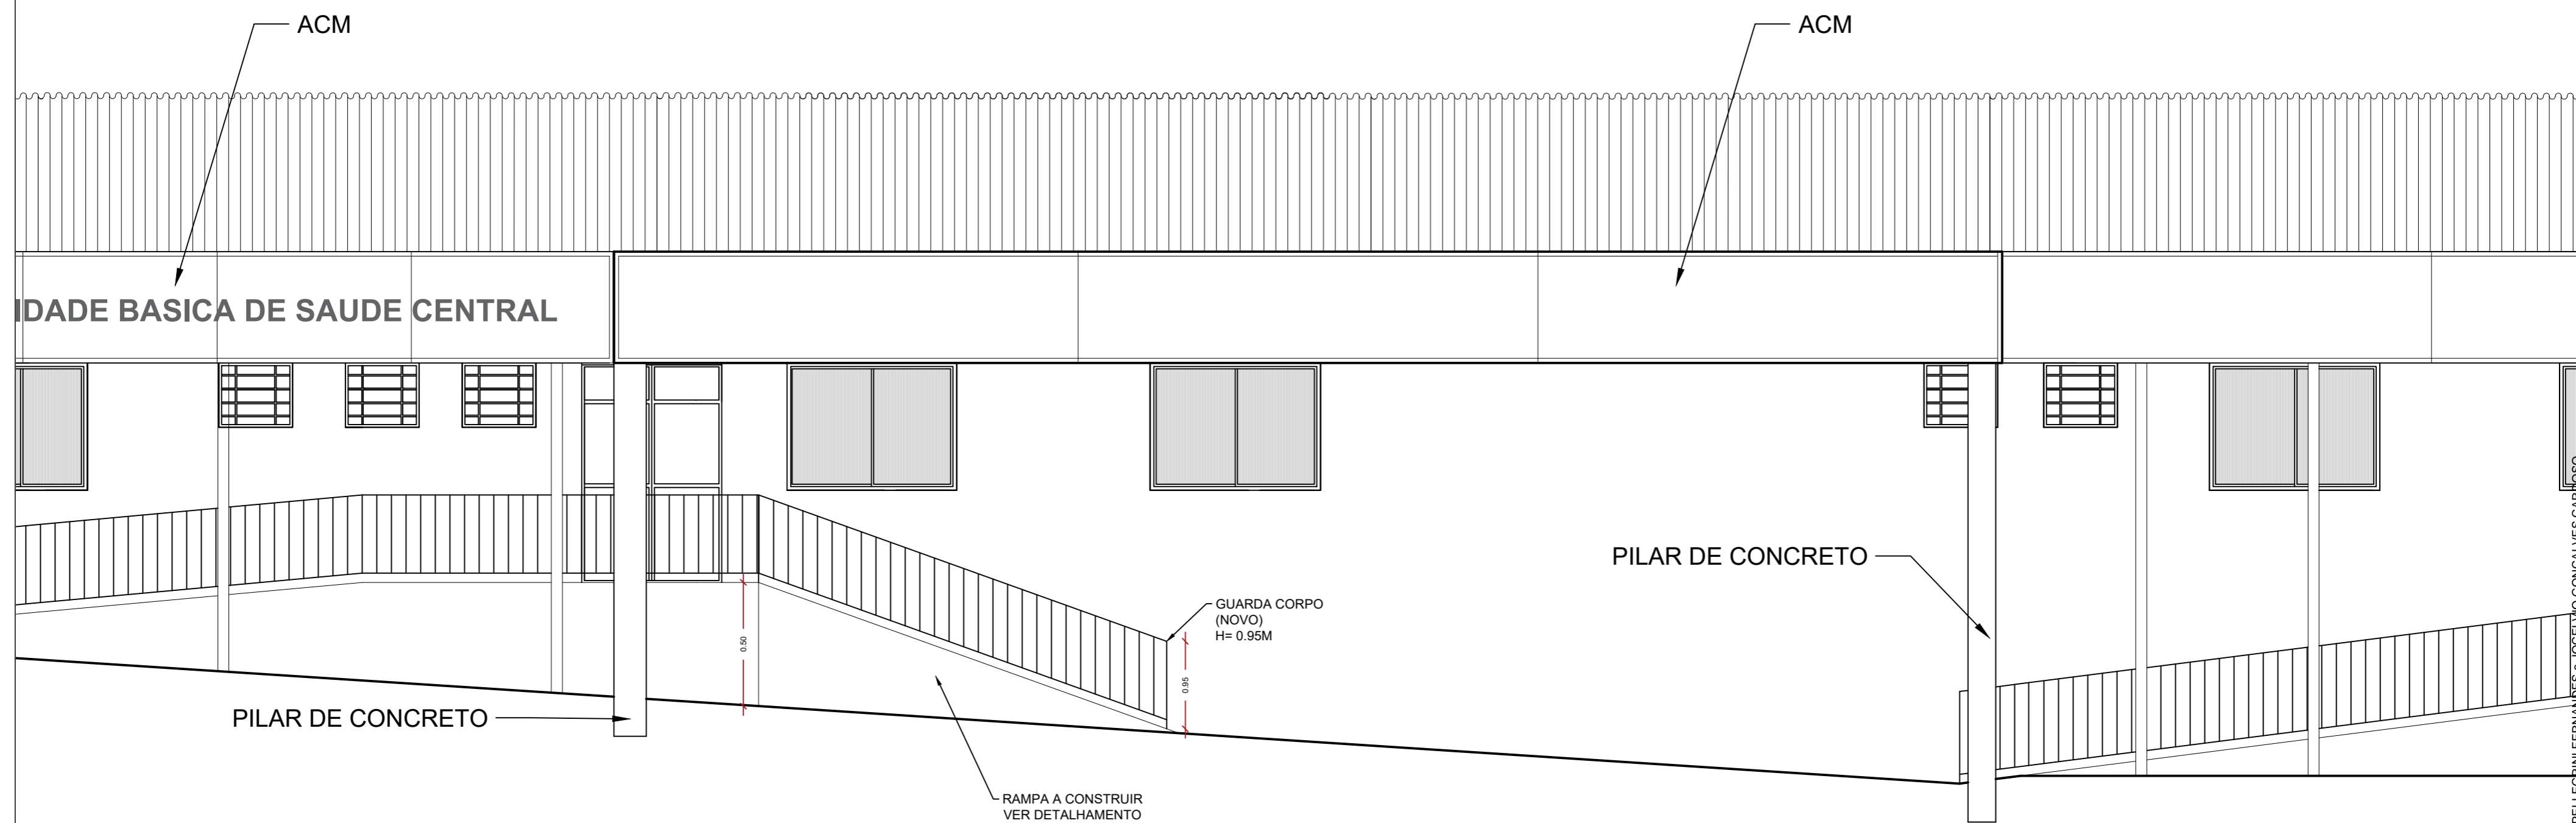 ACM
ACM
IDADE BASICA DE SAUDE CENTRAL
PILAR DE CONCRETO
GUARDA CORPO
(NOVO)
H= 0.95M
0.50
0.95
PILAR DE CONCRETO
RAMPA A CONSTRUIR
VER DETALHAMENTO